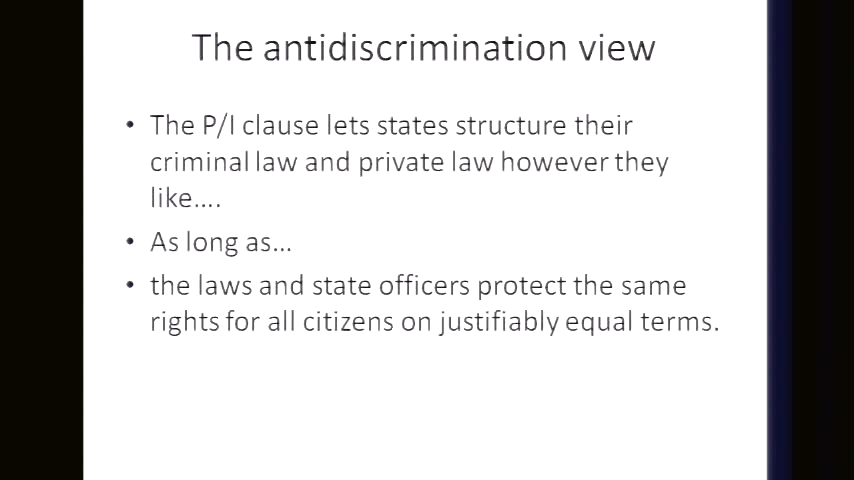 The antidiscrimination view
• The P/I clause lets states structure their
criminal law and private law however they
like....
• As long as...
• the laws and state officers protect the same
rights for all citizens on justifiably equal terms.